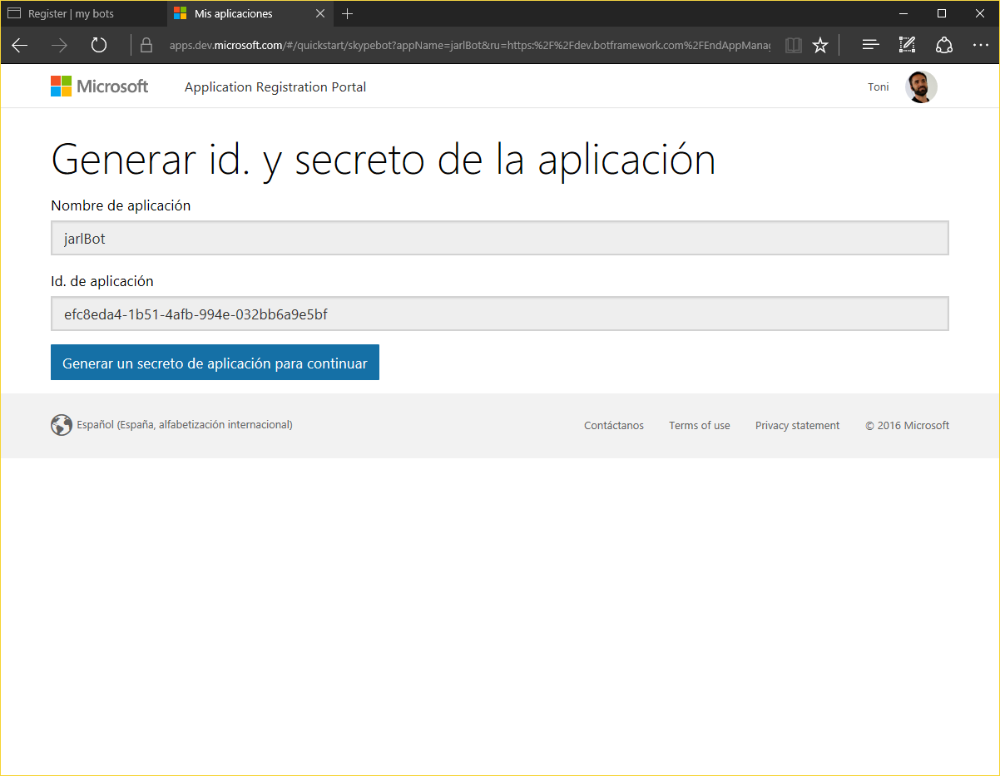 Register | my bots
Mis aplicaciones
apps.dev.microsoft.com/#/quickstart/skypebot?appName=jarlBot&ru=https:%2F%2Fdev.botframework.com%2FEndAppManag
Microsoft
Application Registration Portal
Toni
Generar id. y secreto de la aplicación
Nombre de aplicación
jarlBot
Id. de aplicación
efc8eda4-1b51-4afb-994e-032bb6a9e5bf
Generar un secreto de aplicación para continuar
Español (España, alfabetización internacional)
Contáctanos
Terms of use
Privacy statement
© 2016 Microsoft